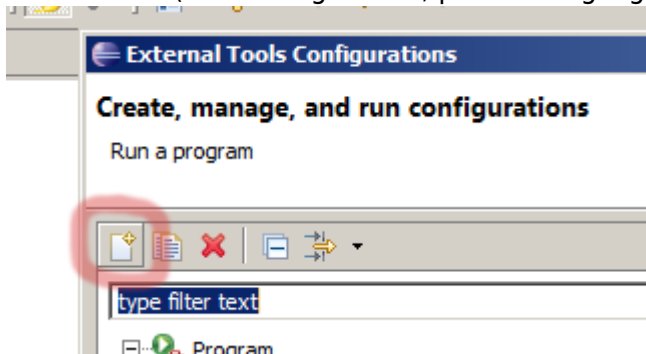 External Tools Configurations
Create, manage, and run configurations
Run a program
type filter text
Program